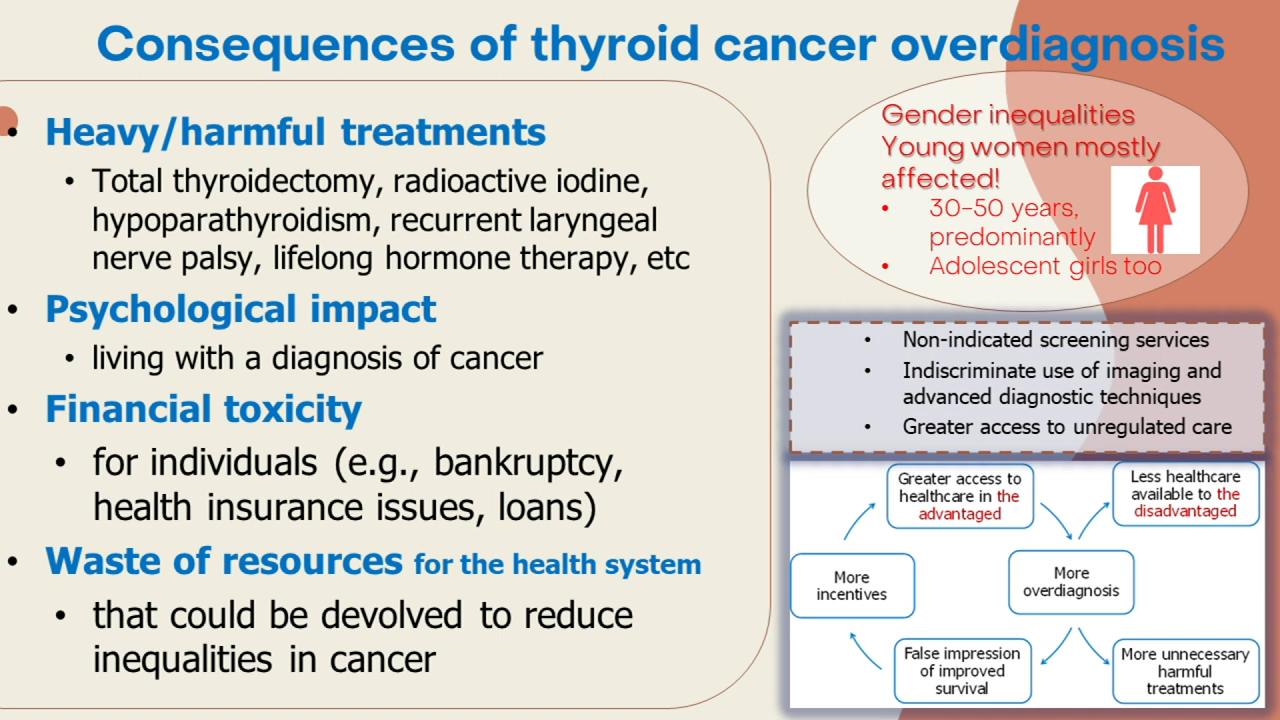 Consequences of thyroid cancer overdiagnosis
• Heavy/harmful treatments
• Total thyroidectomy, radioactive iodine,
hypoparathyroidism, recurrent laryngeal
nerve palsy, lifelong hormone therapy, etc
• Psychological impact
• living with a diagnosis of cancer
• Financial toxicity
• for individuals (e.g., bankruptcy,
health insurance issues, loans)
• Waste of resources for the health system
• that could be devolved to reduce
inequalities in cancer
Gender inequalities
Young women mostly
affected!
• 30-50 years,
predominantly
• Adolescent girls too
• Non-indicated screening services
• Indiscriminate use of imaging and
advanced diagnostic techniques
• Greater access to unregulated care
Greater access to
healthcare in the
advantaged
Less healthcare
available to the
disadvantaged
More
incentives
More
overdiagnosis
False impression
of improved
survival
More unnecessary
harmful
treatments